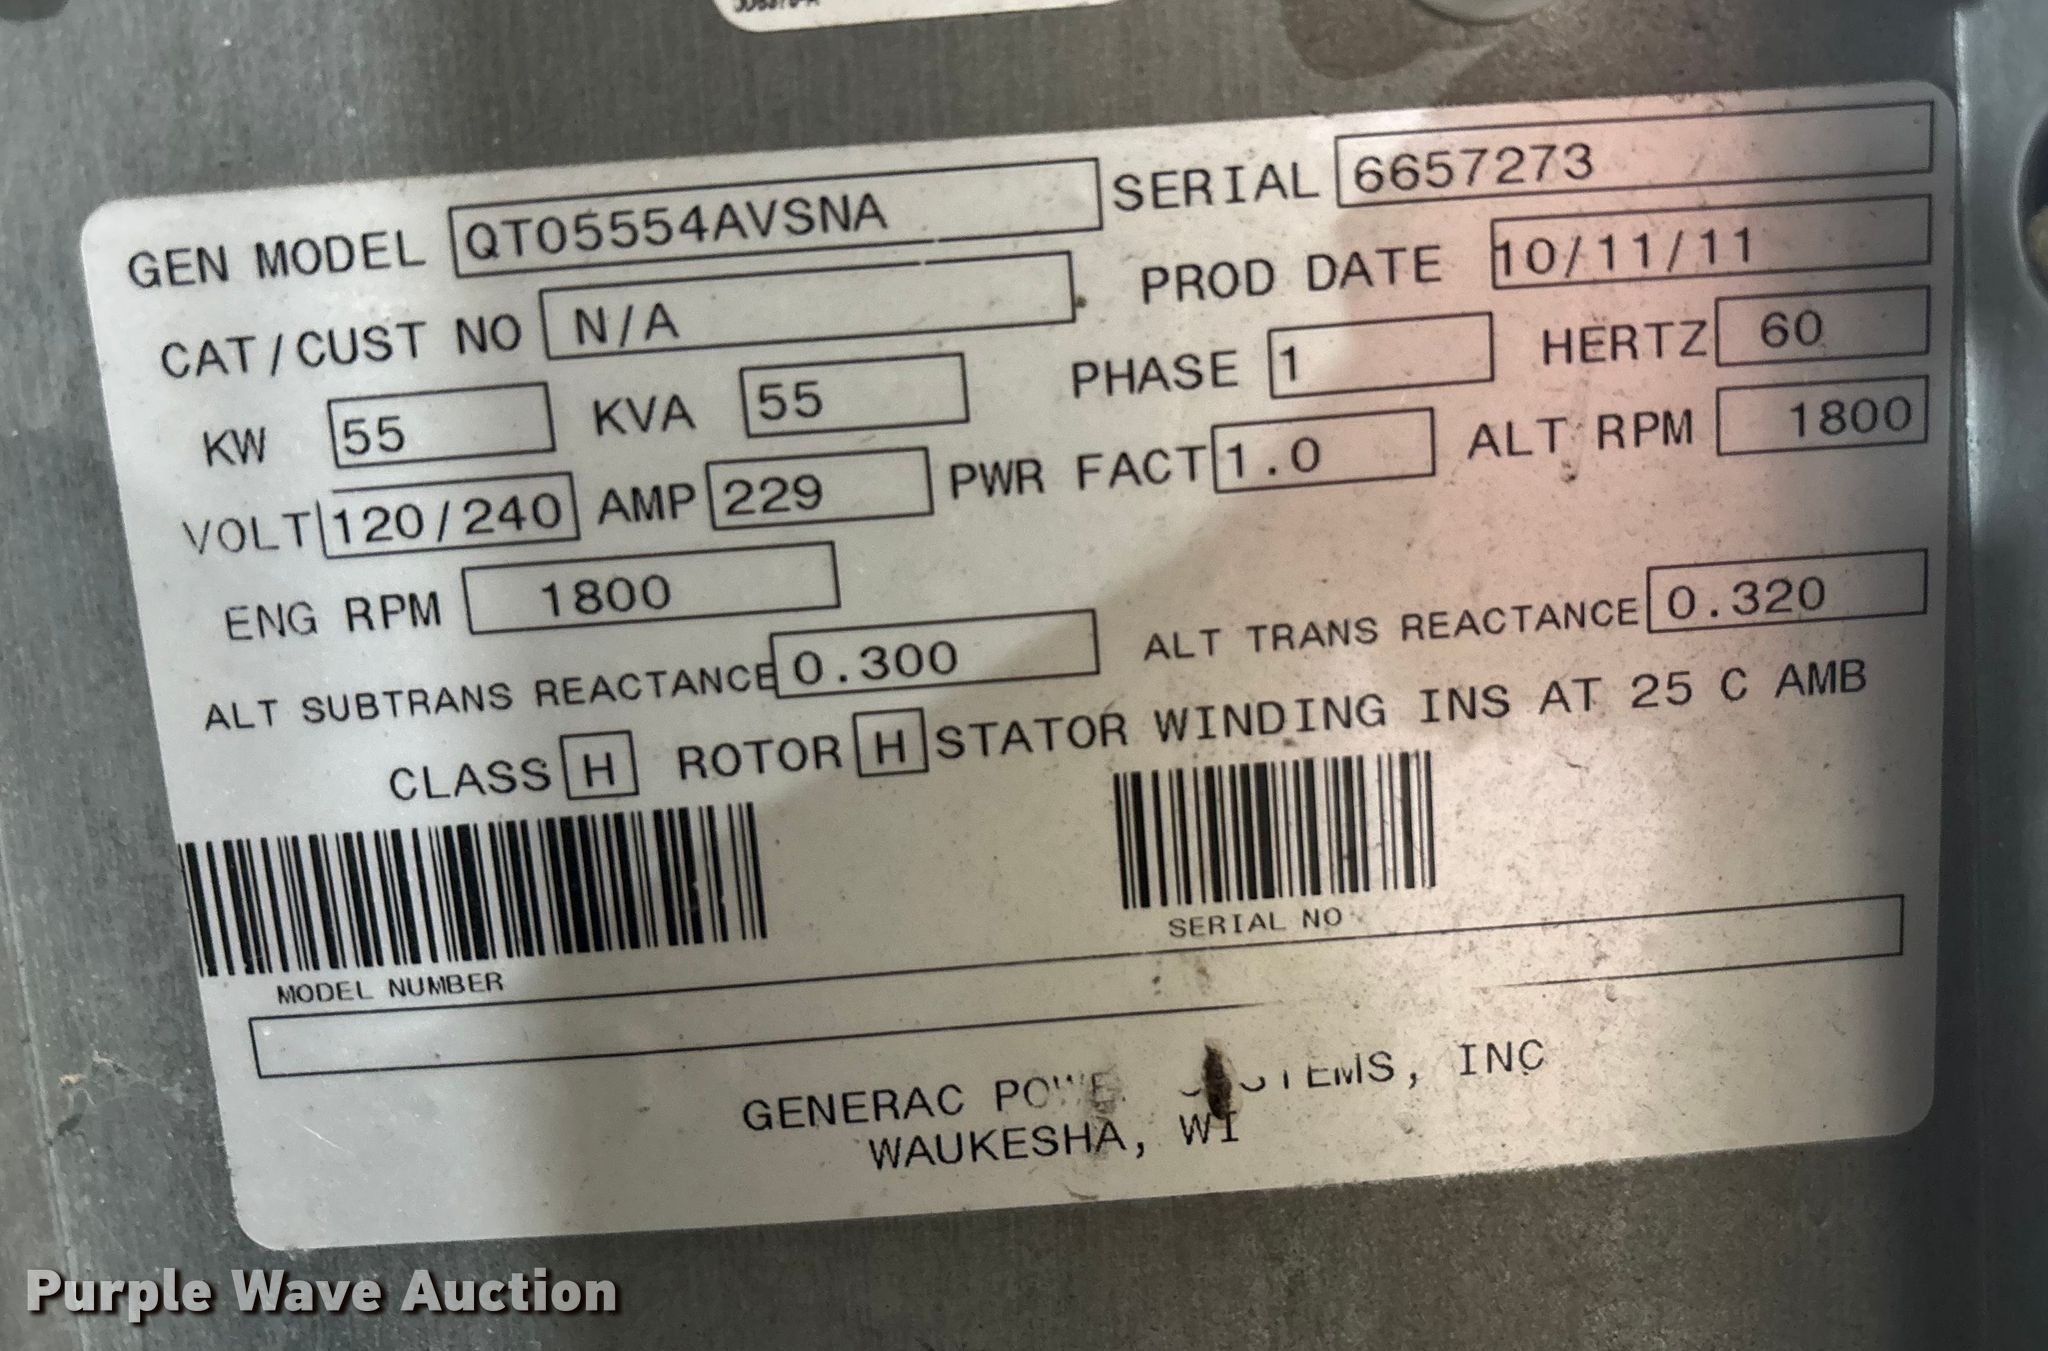 GEN MODEL QT05554AVSNA SERIAL 6657273
CAT/CUST NO N/A PROD DATE 10/11/11
KW 55 KVA 55 PHASE 1 HERTZ 60
VOLT 120/240 AMP 229 PWR FACT 1.0 ALT RPM 1800
ENG RPM 1800
ALT SUBTRANS REACTANCE 0.300 ALT TRANS REACTANCE 0.320
CLASS H ROTOR H STATOR WINDING INS AT 25 C AMB
MODEL NUMBER
SERIAL NO
GENERAC POWER SYSTEMS, INC
WAUKESHA, WI
Purple Wave Auction